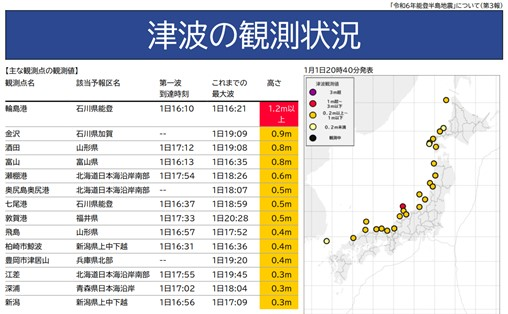 「令和6年能登半島地震」について(第3報)
津波の観測状況
【主な観測点の観測値】
1月1日20時40分発表
観測点名 該当予報区名 第一波到達時刻 これまでの最大波 高さ
輪島港 石川県能登 1日16:10 1日16:21 1.2m以上
金沢 石川県加賀 -- 1日19:09 0.9m
酒田 山形県 1日17:12 1日19:08 0.8m
富山 富山県 1日16:13 1日16:35 0.8m
瀬棚港 北海道日本海沿岸南部 1日17:54 1日18:26 0.6m
奥尻島奥尻港 北海道日本海沿岸南部 -- 1日18:07 0.5m
七尾港 石川県能登 1日16:37 1日18:59 0.5m
敦賀港 福井県 1日17:33 1日20:28 0.5m
飛島 山形県 1日16:57 1日17:52 0.4m
柏崎市鯨波 新潟県上中下越 1日16:31 1日16:36 0.4m
豊岡市津居山 兵庫県北部 -- 1日19:20 0.4m
江差 北海道日本海沿岸南部 1日17:55 1日19:45 0.3m
深浦 青森県日本海沿岸 1日17:02 1日18:04 0.3m
新潟 新潟県上中下越 1日16:56 1日17:09 0.3m
津波観測値
3m超
1m超~
3m以下
0.2m以上~
1m以下
0.2m未満
観測中